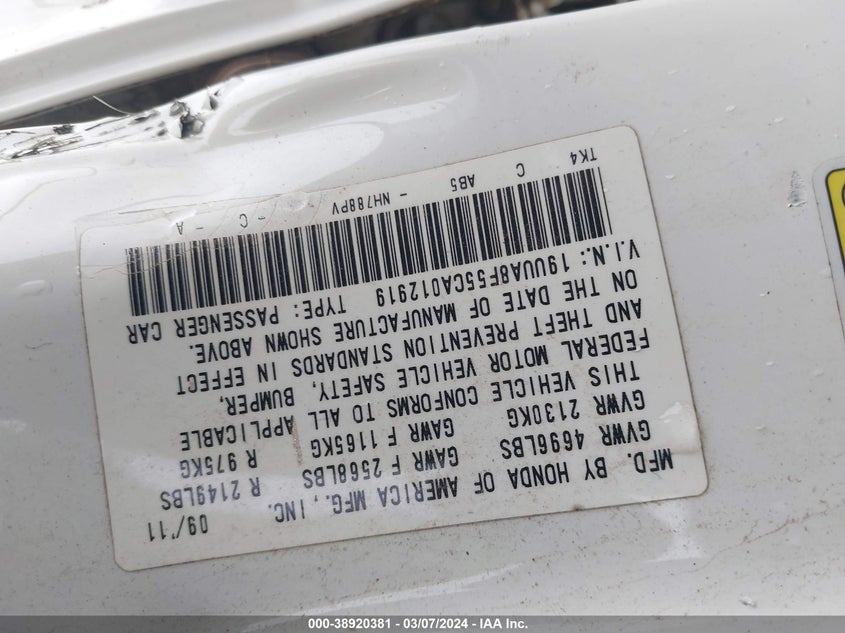 MFD. BY HONDA OF AMERICA MFG., INC. 09/'11
GVWR 4696LBS GAWR F 2568LBS R 2149LBS
GVWR 2130KG GAWR F 1165KG R 975KG
THIS VEHICLE CONFORMS TO ALL APPLICABLE
FEDERAL MOTOR VEHICLE SAFETY, BUMPER,
AND THEFT PREVENTION STANDARDS IN EFFECT
ON THE DATE OF MANUFACTURE SHOWN ABOVE.
V.I.N.: 19UUA8F55CA012919 TYPE: PASSENGER CAR
TK4 C AB5 - NH788PV - C - A
000-38920381 - 03/07/2024 - IAA Inc.